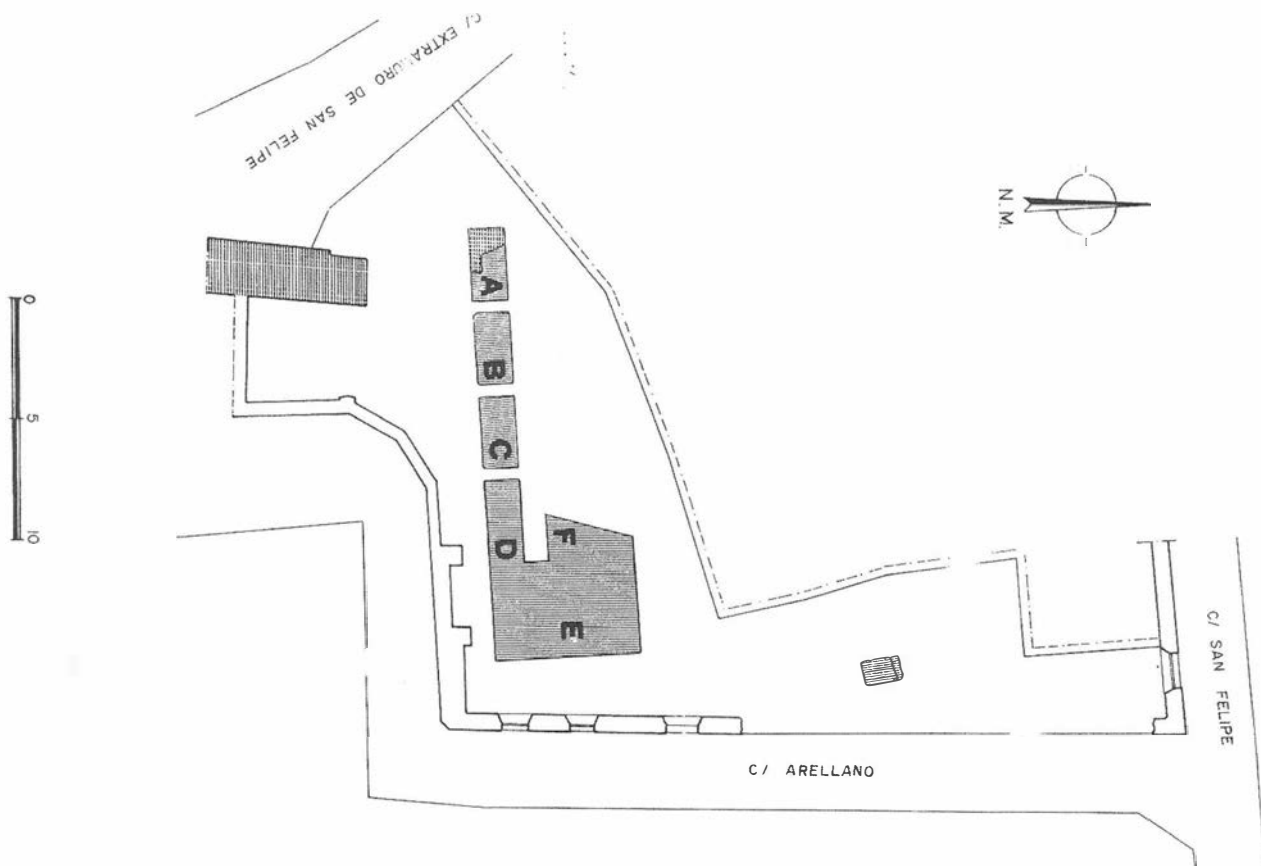 C/ EXTRAMURO DE SAN FELIPE
N.M.
A
B
C
D
F
E
0
5
10
C/ SAN FELIPE
C/ ARELLANO